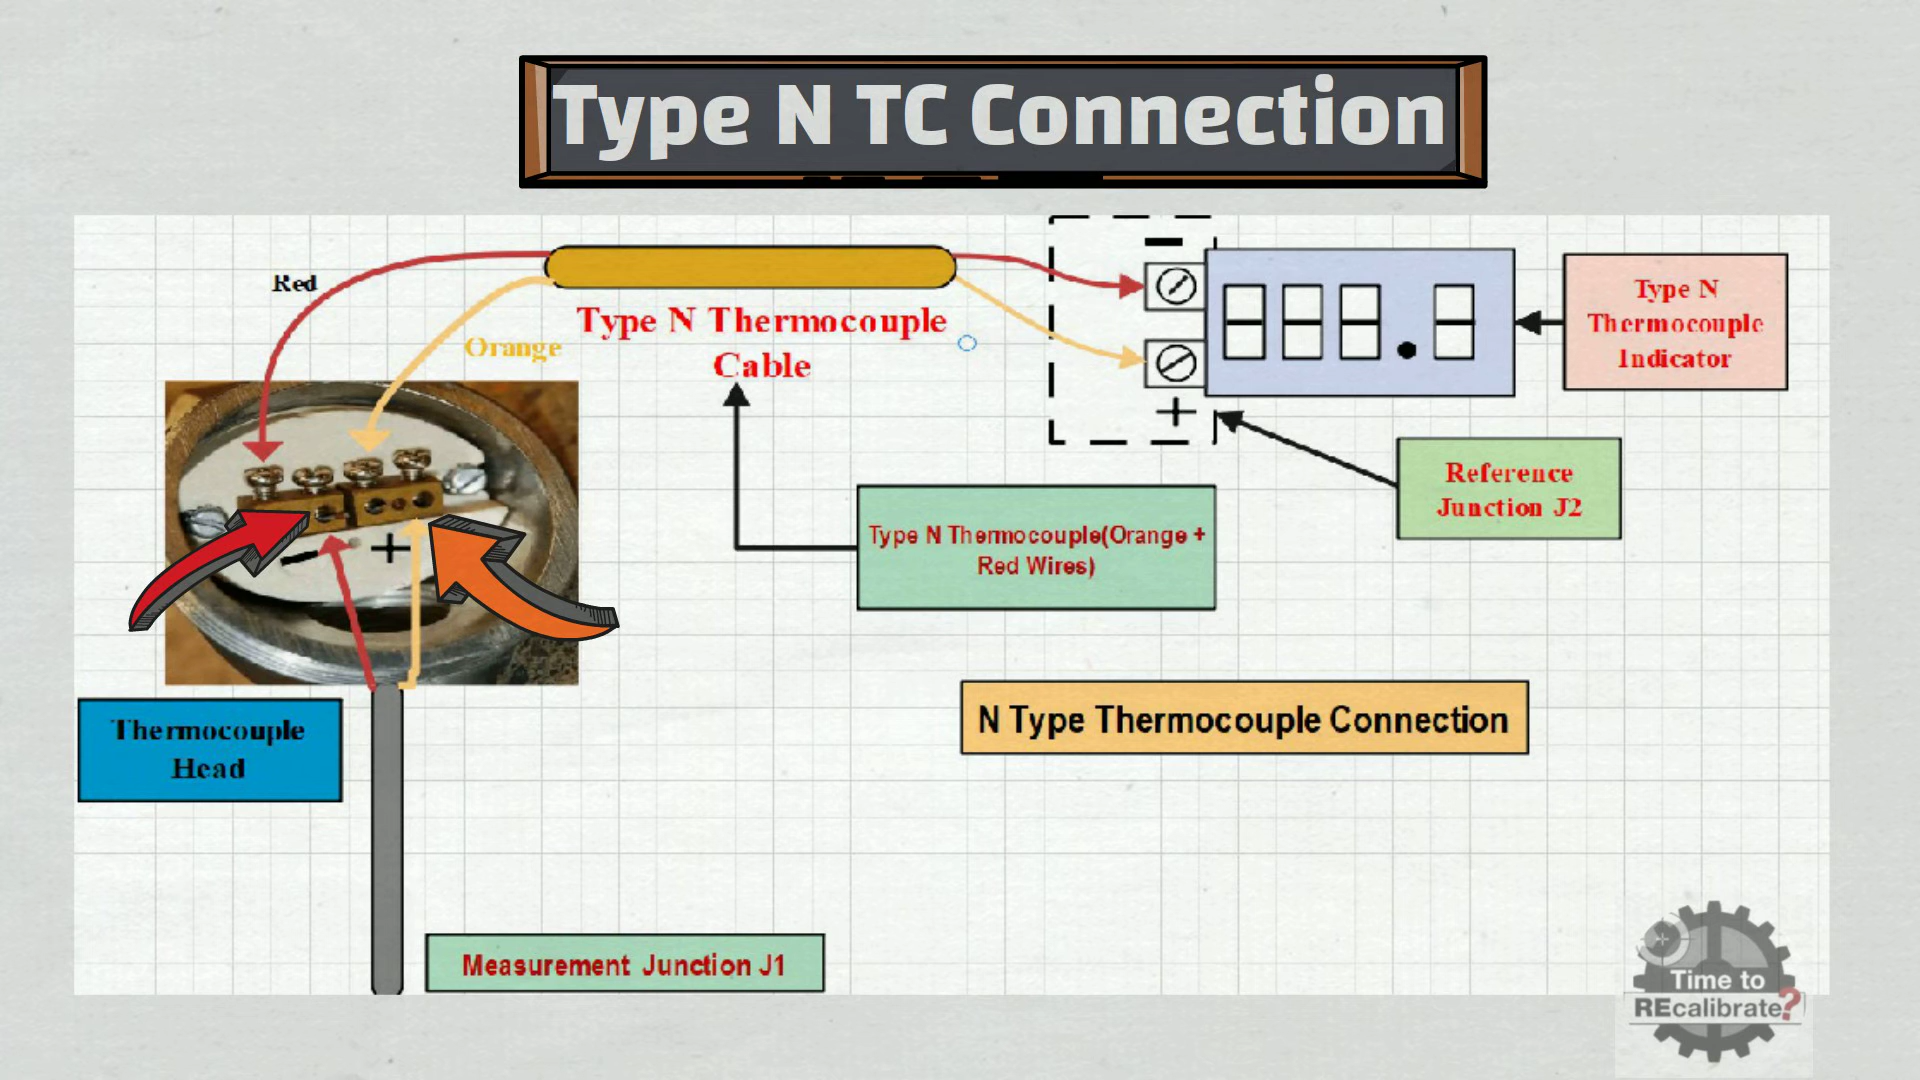 Type N TC Connection
Red
Orange
Type N Thermocouple
Cable
−
+
Type N
Thermocouple
Indicator
Reference
Junction J2
Type N Thermocouple(Orange +
Red Wires)
− +
N Type Thermocouple Connection
Thermocouple
Head
Measurement Junction J1
Time to
REcalibrate?